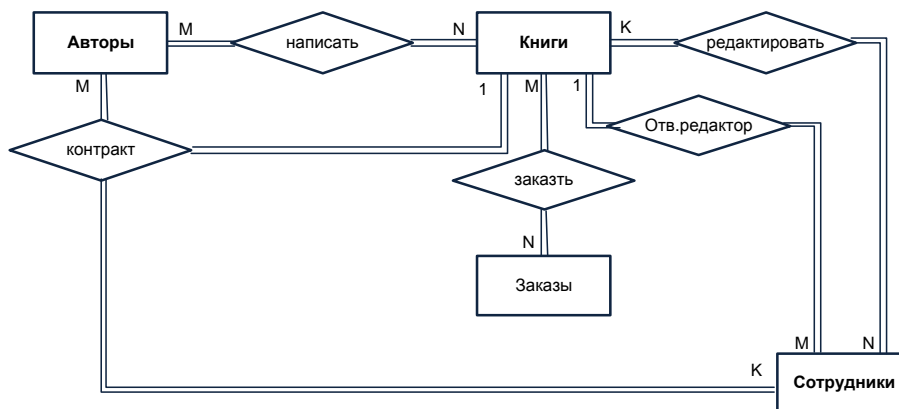 M
N
K
Авторы
написать
Книги
редактировать
M
1
M
1
Отв.редактор
контракт
заказть
N
Заказы
M
N
K
Сотрудники